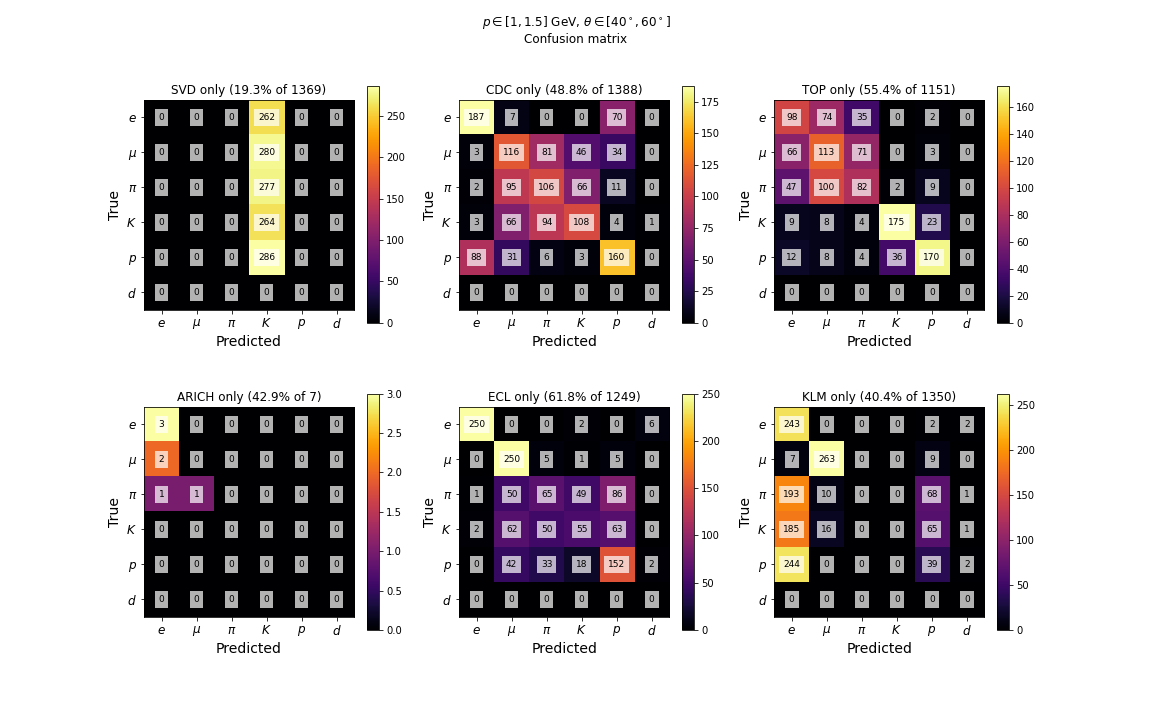 p ∈ [1, 1.5] GeV, θ ∈ [40°, 60°]
Confusion matrix
SVD only (19.3% of 1369)
e 0 0 0 262 0 0
μ 0 0 0 280 0 0
π 0 0 0 277 0 0
K 0 0 0 264 0 0
p 0 0 0 286 0 0
d 0 0 0 0 0 0
e μ π K p d
Predicted
True
250
200
150
100
50
0
CDC only (48.8% of 1388)
e 187 7 0 0 70 0
μ 3 116 81 46 34 0
π 2 95 106 66 11 0
K 3 66 94 108 4 1
p 88 31 6 3 160 0
d 0 0 0 0 0 0
e μ π K p d
Predicted
True
175
150
125
100
75
50
25
0
TOP only (55.4% of 1151)
e 98 74 35 0 2 0
μ 66 113 71 0 3 0
π 47 100 82 2 9 0
K 9 8 4 175 23 0
p 12 8 4 36 170 0
d 0 0 0 0 0 0
e μ π K p d
Predicted
True
160
140
120
100
80
60
40
20
0
ARICH only (42.9% of 7)
e 3 0 0 0 0 0
μ 2 0 0 0 0 0
π 1 1 0 0 0 0
K 0 0 0 0 0 0
p 0 0 0 0 0 0
d 0 0 0 0 0 0
e μ π K p d
Predicted
True
3.0
2.5
2.0
1.5
1.0
0.5
0.0
ECL only (61.8% of 1249)
e 250 0 0 2 0 6
μ 0 250 5 1 5 0
π 1 50 65 49 86 0
K 2 62 50 55 63 0
p 0 42 33 18 152 2
d 0 0 0 0 0 0
e μ π K p d
Predicted
True
250
200
150
100
50
0
KLM only (40.4% of 1350)
e 243 0 0 0 2 2
μ 7 263 0 0 9 0
π 193 10 0 0 68 1
K 185 16 0 0 65 1
p 244 0 0 0 39 2
d 0 0 0 0 0 0
e μ π K p d
Predicted
True
250
200
150
100
50
0